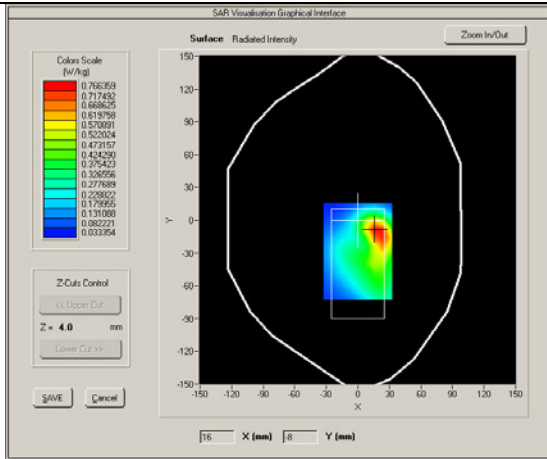 SAR Visualisation Graphical Interface
Surface Radiated Intensity
Zoom In/Out
Colors Scale
(W/kg)
0.766359
0.717492
0.668625
0.619758
0.570891
0.522024
0.473157
0.424290
0.375423
0.326556
0.277689
0.228822
0.179955
0.131088
0.082221
0.033354
Z-Cuts Control
<< Upper Cut
Z = 4.0 mm
Lower Cut >>
SAVE Cancel
150
120
90
60
30
0
-30
-60
-90
-120
-150
Y
-150 -120 -90 -60 -30 0 30 60 90 120 150
X
16 X (mm) -8 Y (mm)